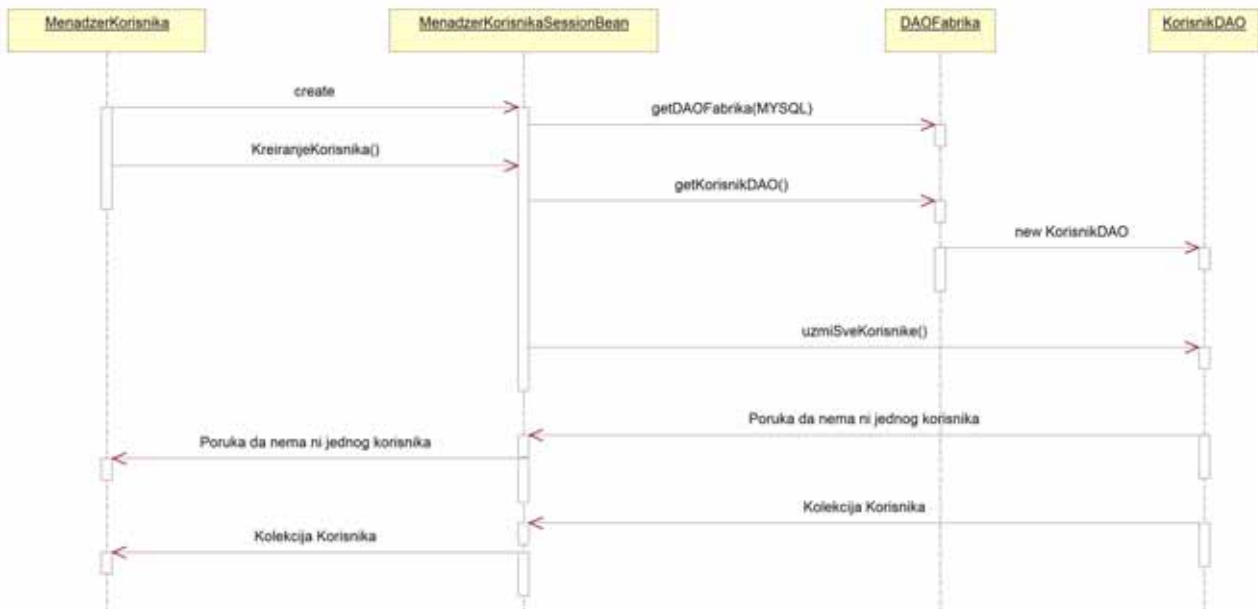 MenadzerKorisnika
MenadzerKorisnikaSessionBean
DAOFabrika
KorisnikDAO
create
getDAOFabrika(MYSQL)
KreiranjeKorisnika()
getKorisnikDAO()
new KorisnikDAO
uzmiSveKorisnike()
Poruka da nema ni jednog korisnika
Poruka da nema ni jednog korisnika
Kolekcija Korisnika
Kolekcija Korisnika